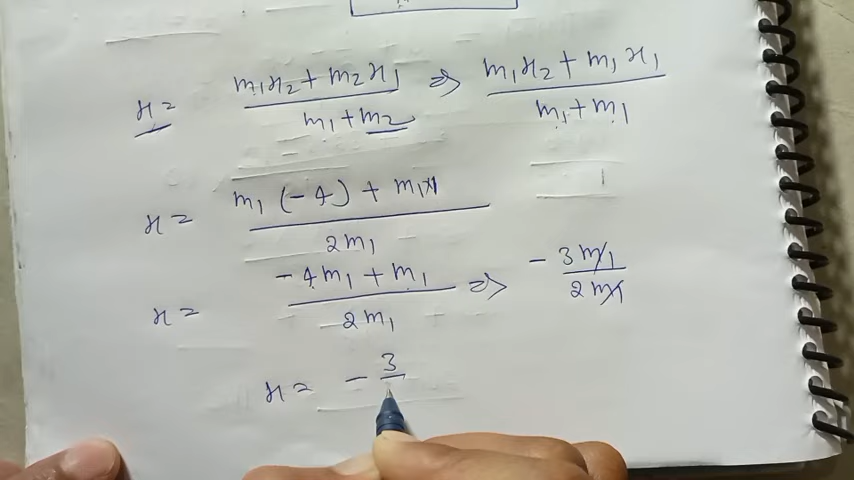 x = m₁x₂ + m₂x₁ / m₁ + m₂ ⇒ m₁x₂ + m₁x₁ / m₁ + m₁
x = m₁(-4) + m₁x1 / 2m₁
x = -4m₁ + m₁ / 2m₁ ⇒ -3m₁ / 2m₁
x = -3/